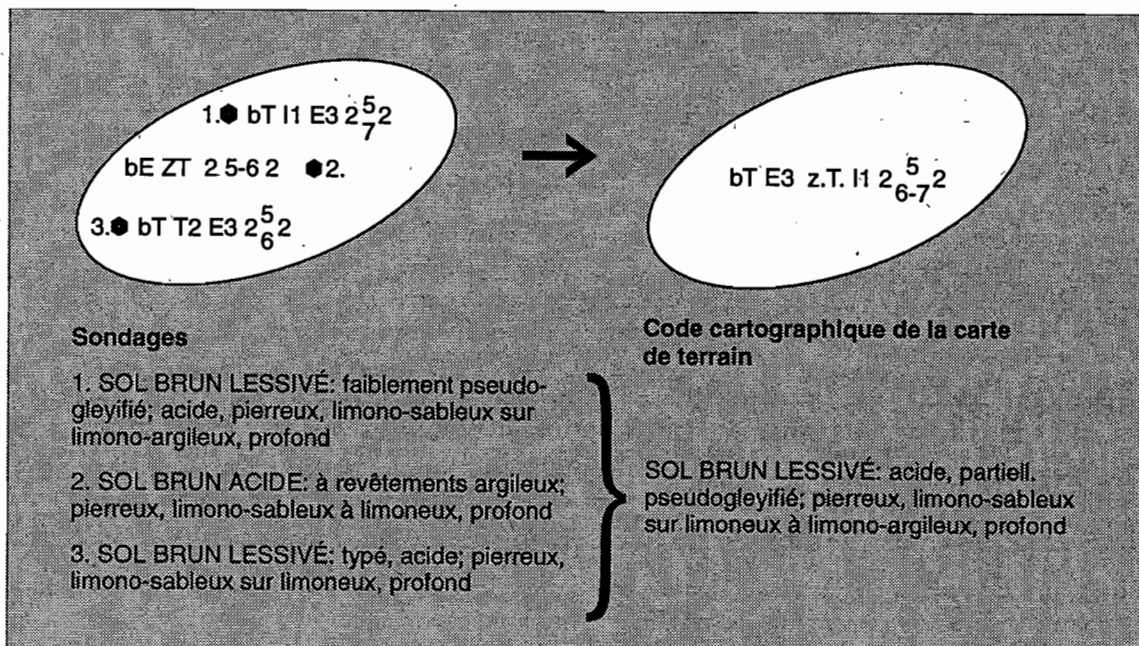 1. bT I1 E3 2 5/7 2
bE ZT 2 5-6 2 2.
3. bT T2 E3 2 5/6 2
bT E3 z.T. I1 2 5/6-7 2
Sondages
1. SOL BRUN LESSIVÉ: faiblement pseudo-
gleyifié; acide, pierreux, limono-sableux sur
limono-argileux, profond
2. SOL BRUN ACIDE: à revêtements argileux;
pierreux, limono-sableux à limoneux, profond
3. SOL BRUN LESSIVÉ: typé, acide; pierreux,
limono-sableux sur limoneux, profond
Code cartographique de la carte
de terrain
SOL BRUN LESSIVÉ: acide, partiell.
pseudogleyifié; pierreux, limono-sableux
sur limoneux à limono-argileux, profond